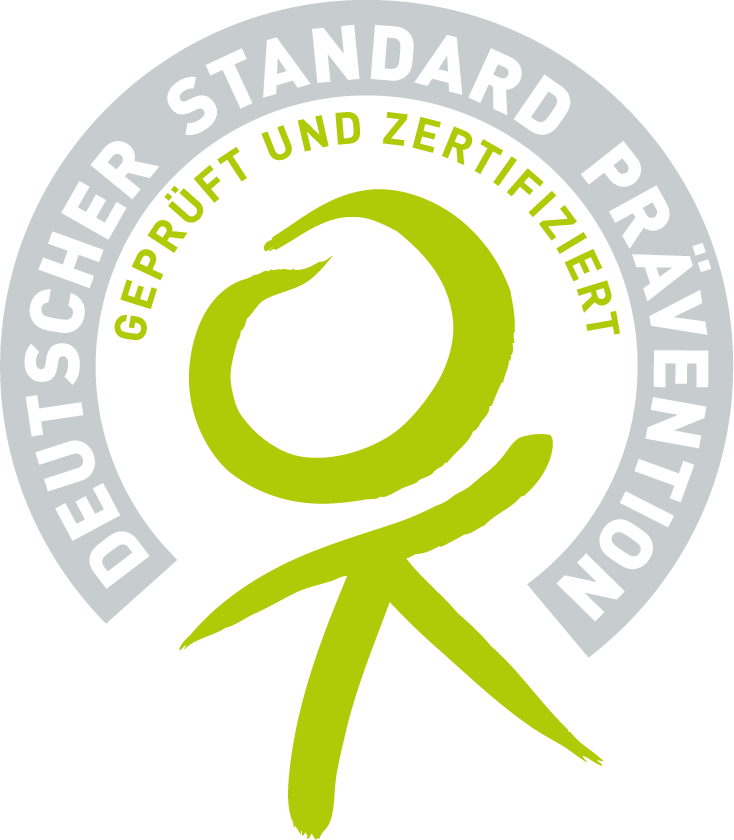 DEUTSCHER STANDARD PRÄVENTION
GEPRÜFT UND ZERTIFIZIERT